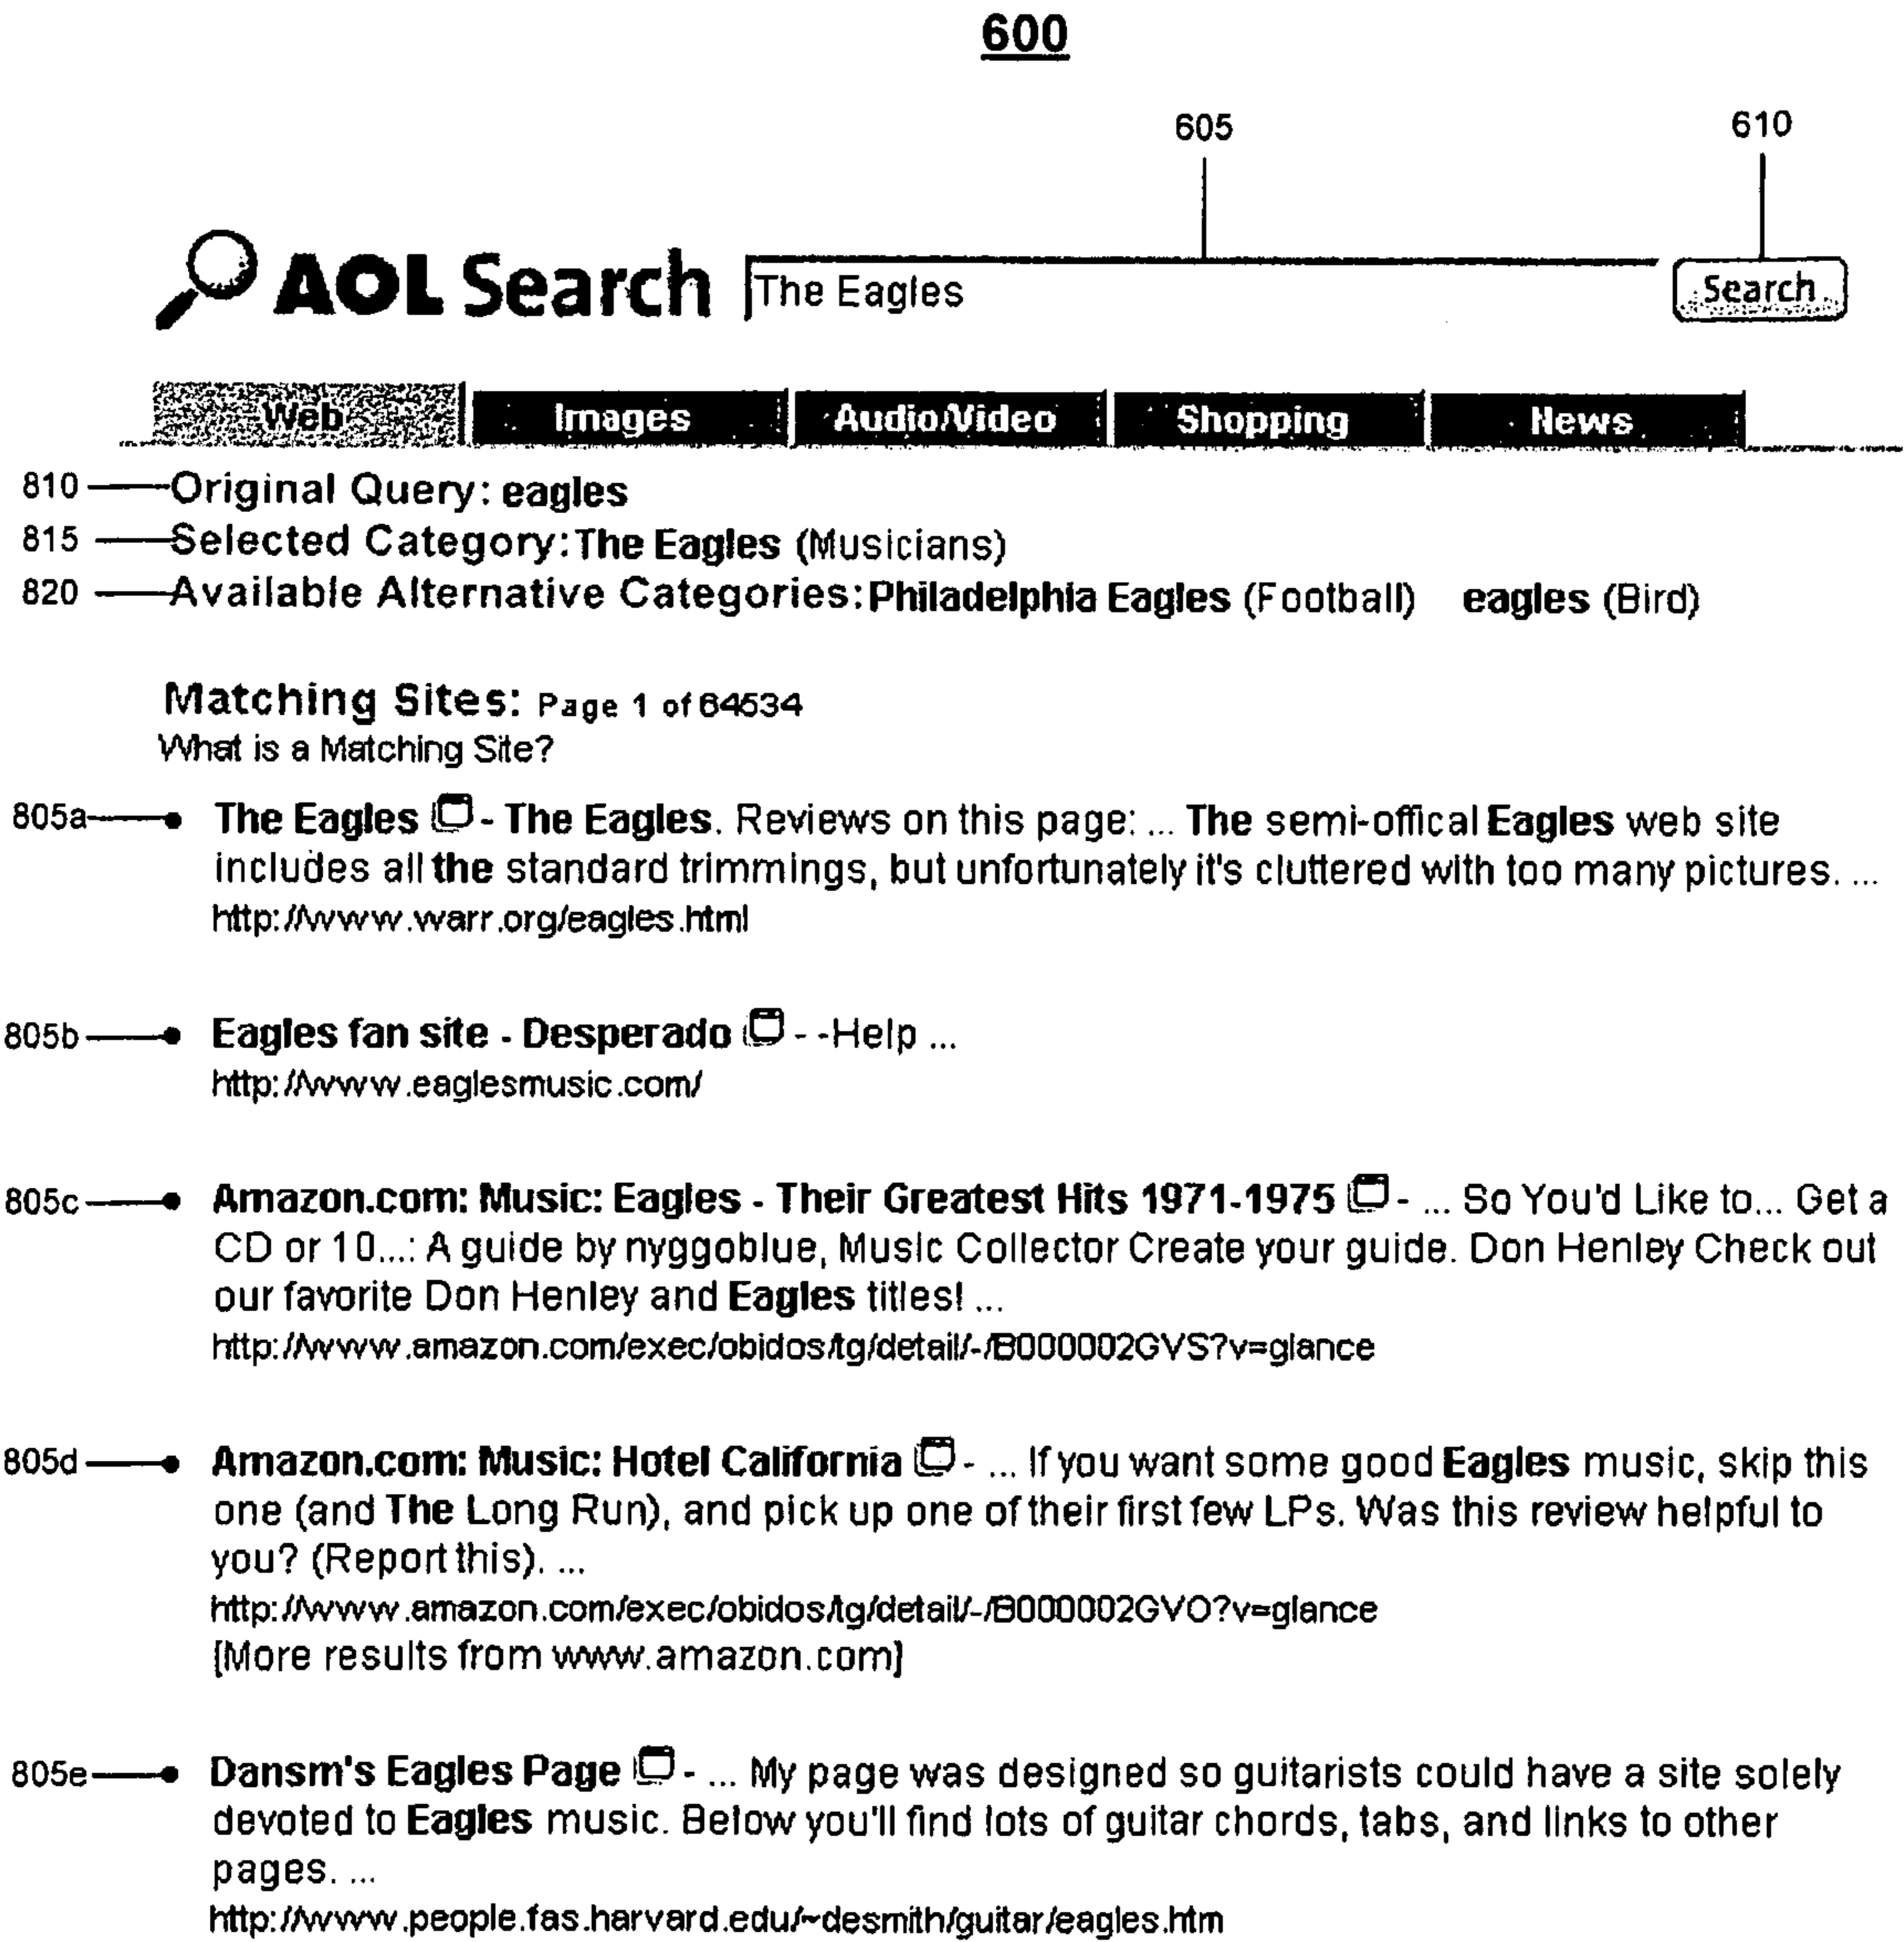 600
605
610
AOL Search The Eagles Search
Web Images Audio/Video Shopping News
810 Original Query: eagles
815 Selected Category: The Eagles (Musicians)
820 Available Alternative Categories: Philadelphia Eagles (Football) eagles (Bird)
Matching Sites: Page 1 of 64534
What is a Matching Site?
805a The Eagles - The Eagles. Reviews on this page: ... The semi-offical Eagles web site
includes all the standard trimmings, but unfortunately it's cluttered with too many pictures. ...
http://www.warr.org/eagles.html
805b Eagles fan site - Desperado - -Help ...
http://www.eaglesmusic.com/
805c Amazon.com: Music: Eagles - Their Greatest Hits 1971-1975 - ... So You'd Like to... Get a
CD or 10...: A guide by nyggoblue, Music Collector Create your guide. Don Henley Check out
our favorite Don Henley and Eagles titles! ...
http://www.amazon.com/exec/obidos/tg/detail/-/B000002GVS?v=glance
805d Amazon.com: Music: Hotel California - ... If you want some good Eagles music, skip this
one (and The Long Run), and pick up one of their first few LPs. Was this review helpful to
you? (Report this). ...
http://www.amazon.com/exec/obidos/tg/detail/-/B000002GVO?v=glance
[More results from www.amazon.com]
805e Dansm's Eagles Page - ... My page was designed so guitarists could have a site solely
devoted to Eagles music. Below you'll find lots of guitar chords, tabs, and links to other
pages. ...
http://www.people.fas.harvard.edu/~desmith/guitar/eagles.htm